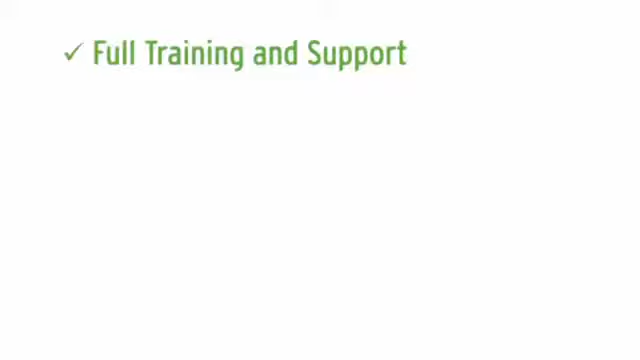 ✓ Full Training and Support